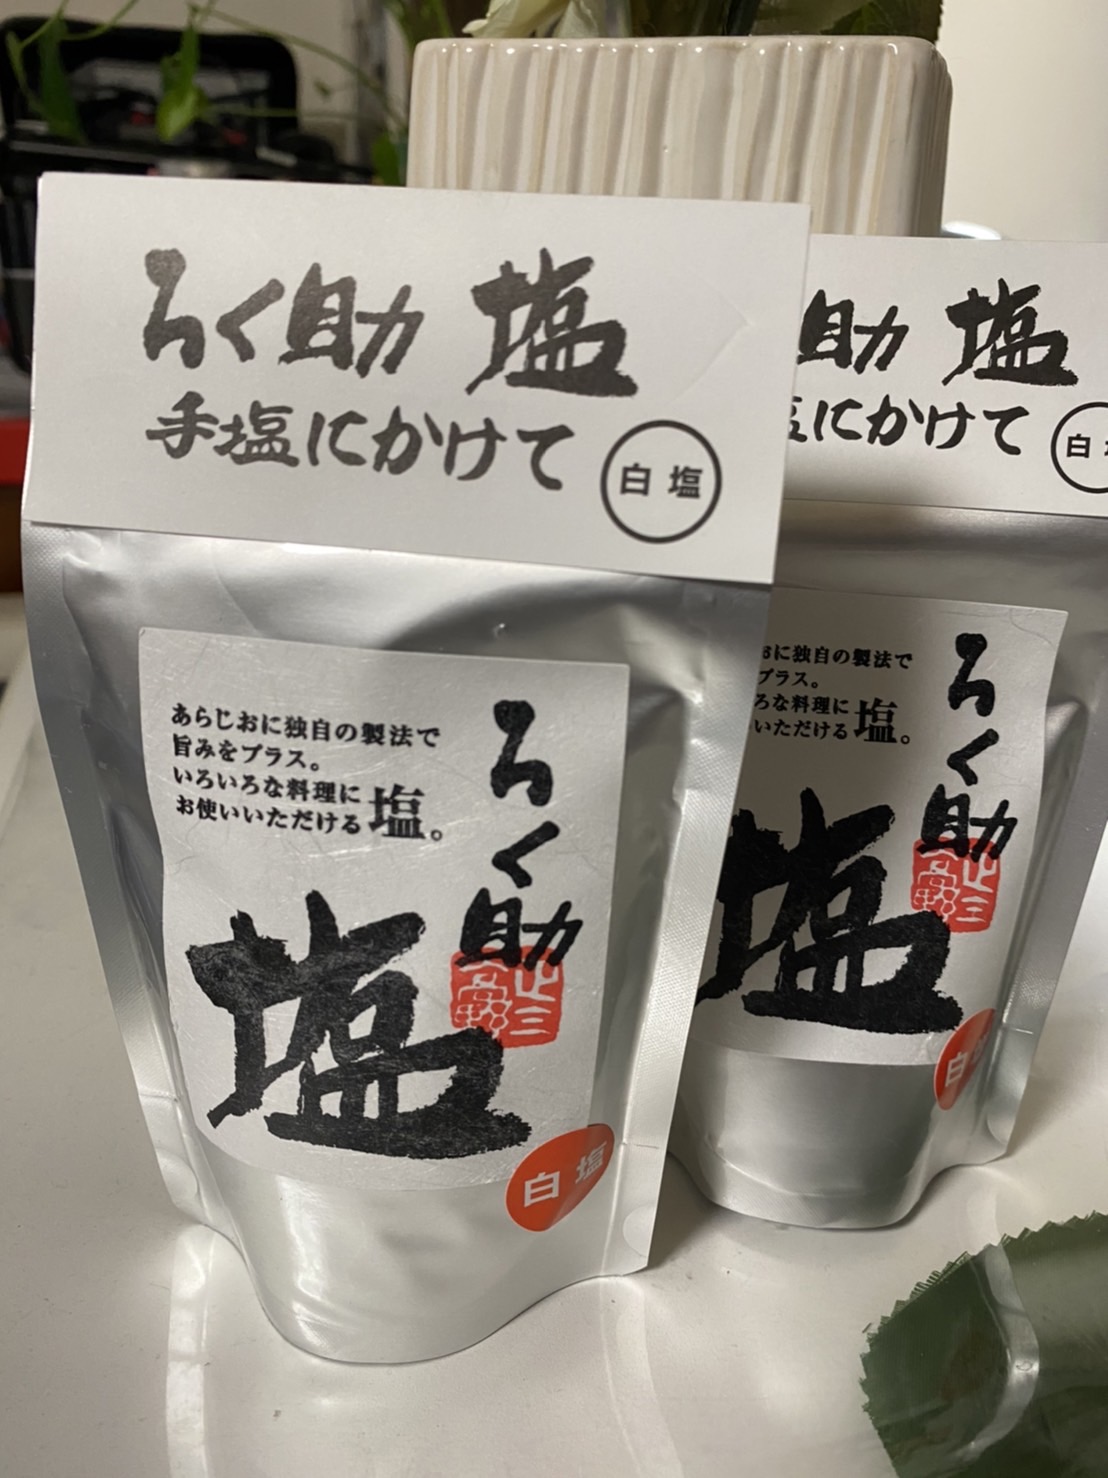 ろく助 塩
手塩にかけて
白塩
あらじおに独自の製法で
旨みをプラス。
いろいろな料理に
お使いいただける塩。
ろく助
塩
白塩
助 塩
にかけて
白
に独自の製法で
プラス。
ろな料理に
いただける塩。
ろく助
塩
白